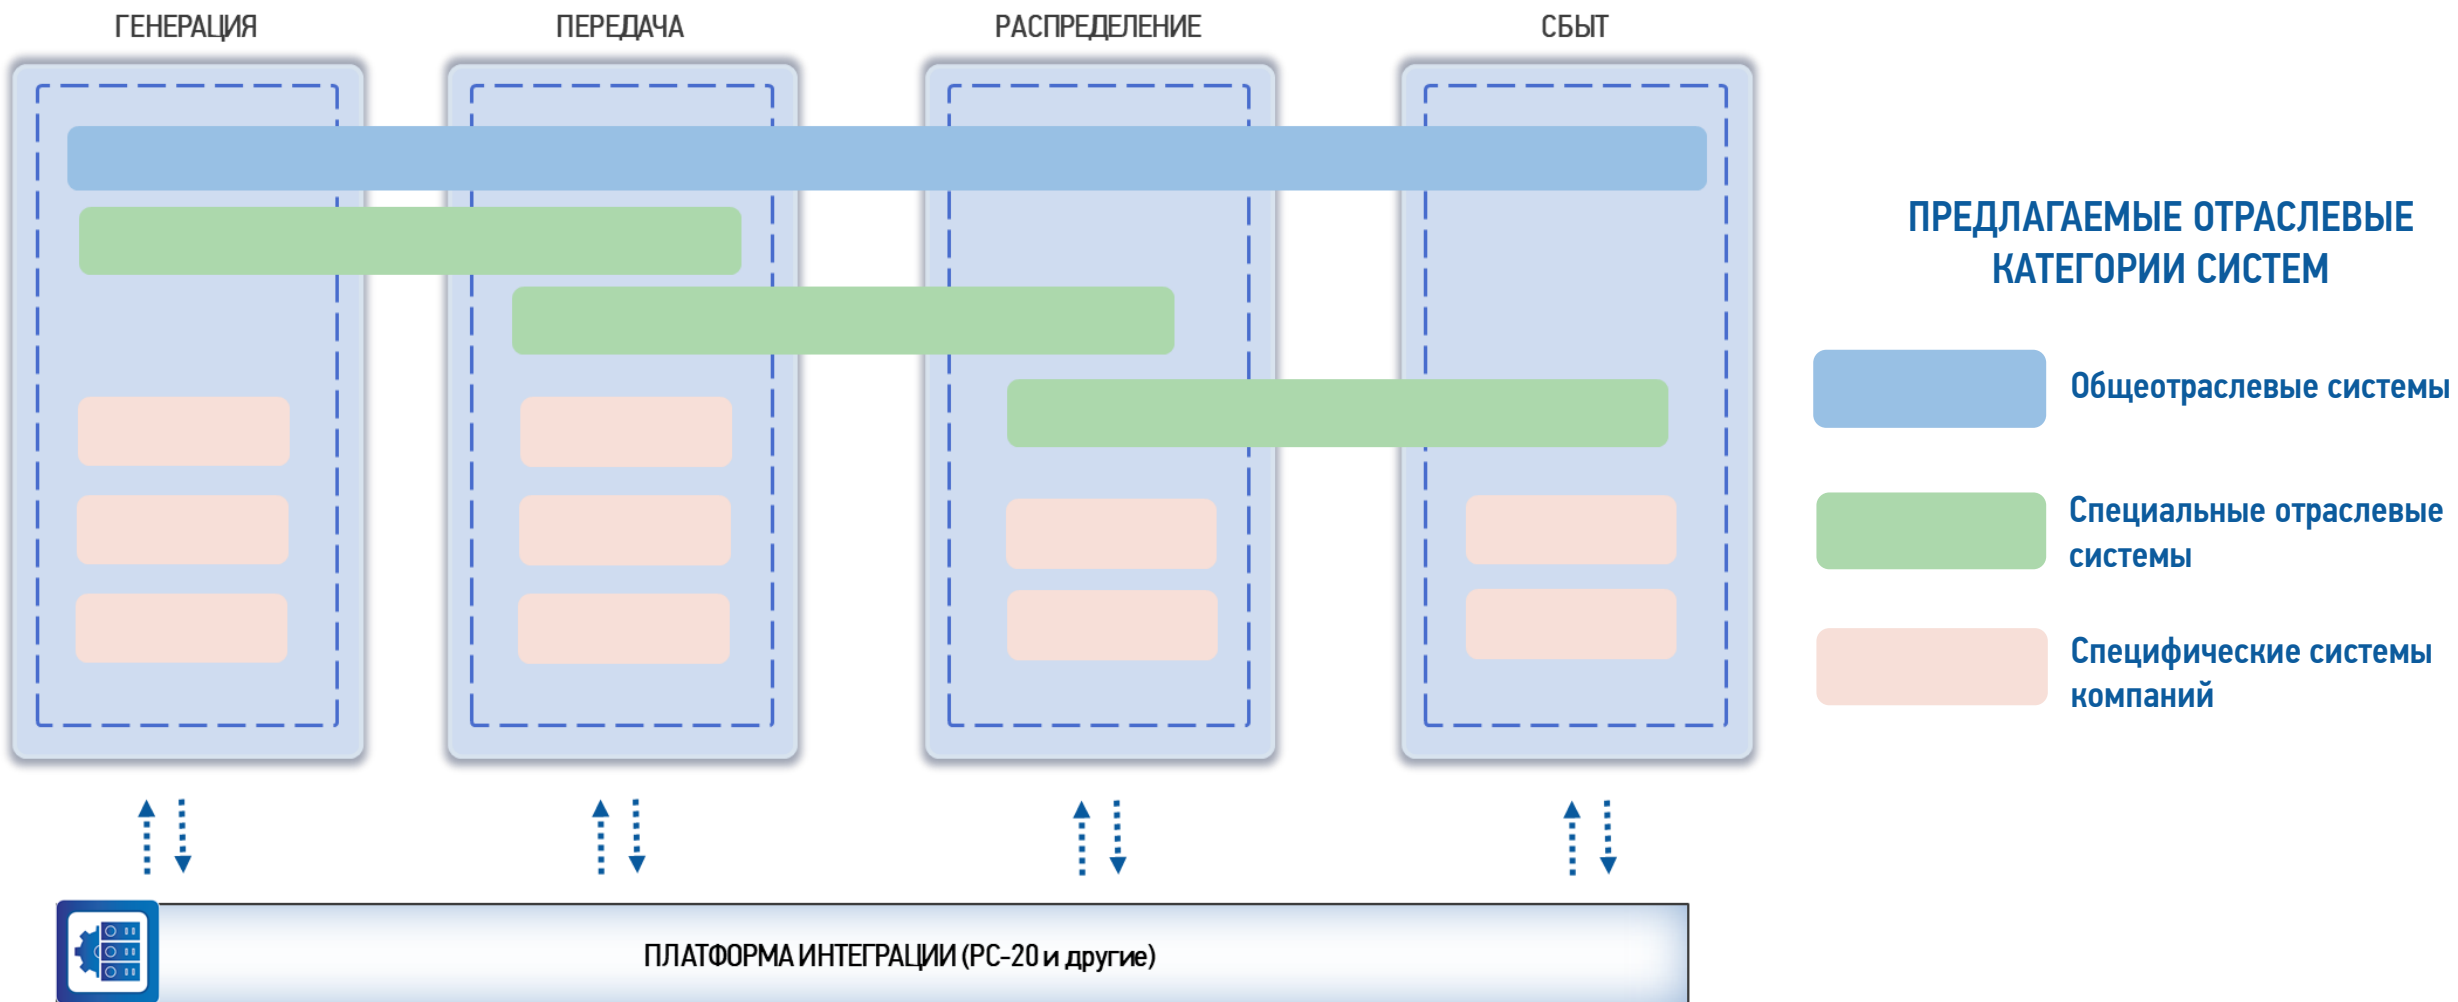 ГЕНЕРАЦИЯ
ПЕРЕДАЧА
РАСПРЕДЕЛЕНИЕ
СБЫТ
ПРЕДЛАГАЕМЫЕ ОТРАСЛЕВЫЕ
КАТЕГОРИИ СИСТЕМ
Общеотраслевые системы
Специальные отраслевые
системы
Специфические системы
компаний
ПЛАТФОРМА ИНТЕГРАЦИИ (РС-20 и другие)